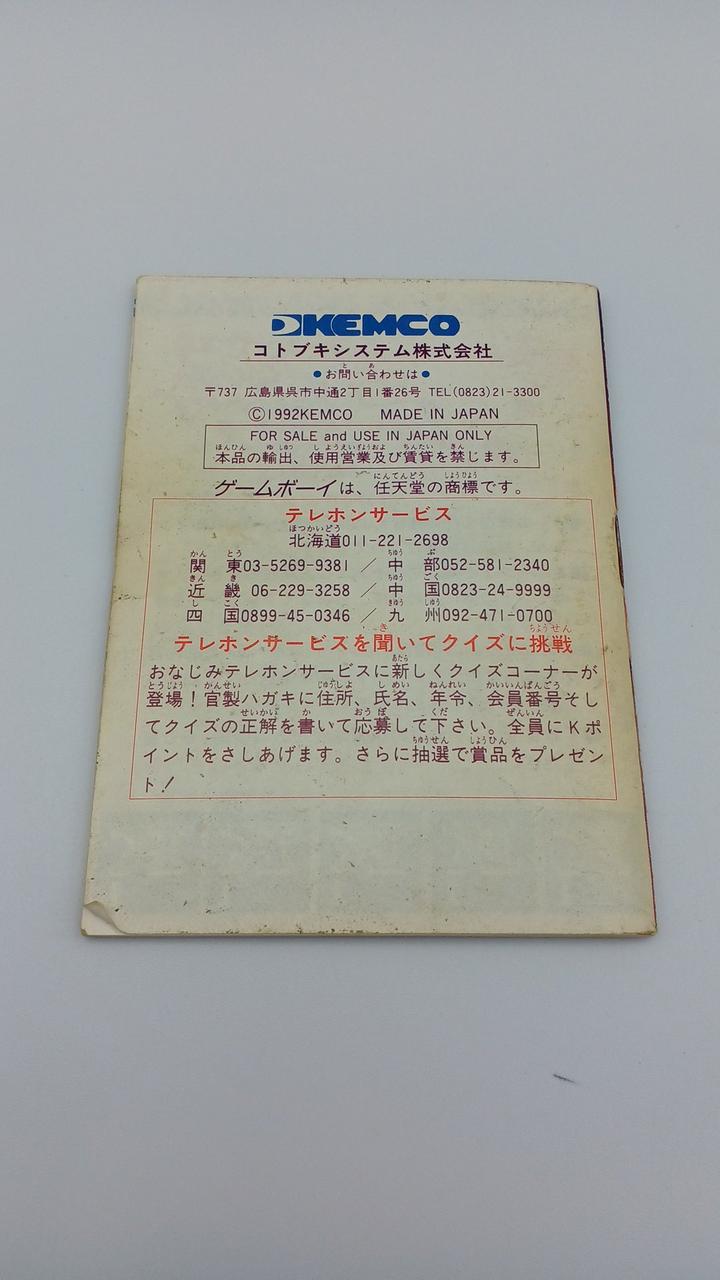 KEMCO
コトブキシステム株式会社
●お問い合わせは●
〒737 広島県呉市中通2丁目1番26号 TEL(0823)21-3300
©1992KEMCO MADE IN JAPAN
FOR SALE and USE IN JAPAN ONLY
本品の輸出、使用営業及び賃貸を禁じます。
ゲームボーイは、任天堂の商標です。
テレホンサービス
北海道011-221-2698
関東03-5269-9381／中部052-581-2340
近畿06-229-3258／中国0823-24-9999
四国0899-45-0346／九州092-471-0700
テレホンサービスを聞いてクイズに挑戦
おなじみテレホンサービスに新しくクイズコーナーが
登場！官製ハガキに住所、氏名、年令、会員番号そし
てクイズの正解を書いて応募して下さい。全員にKポ
イントをさしあげます。さらに抽選で賞品をプレゼン
ト！